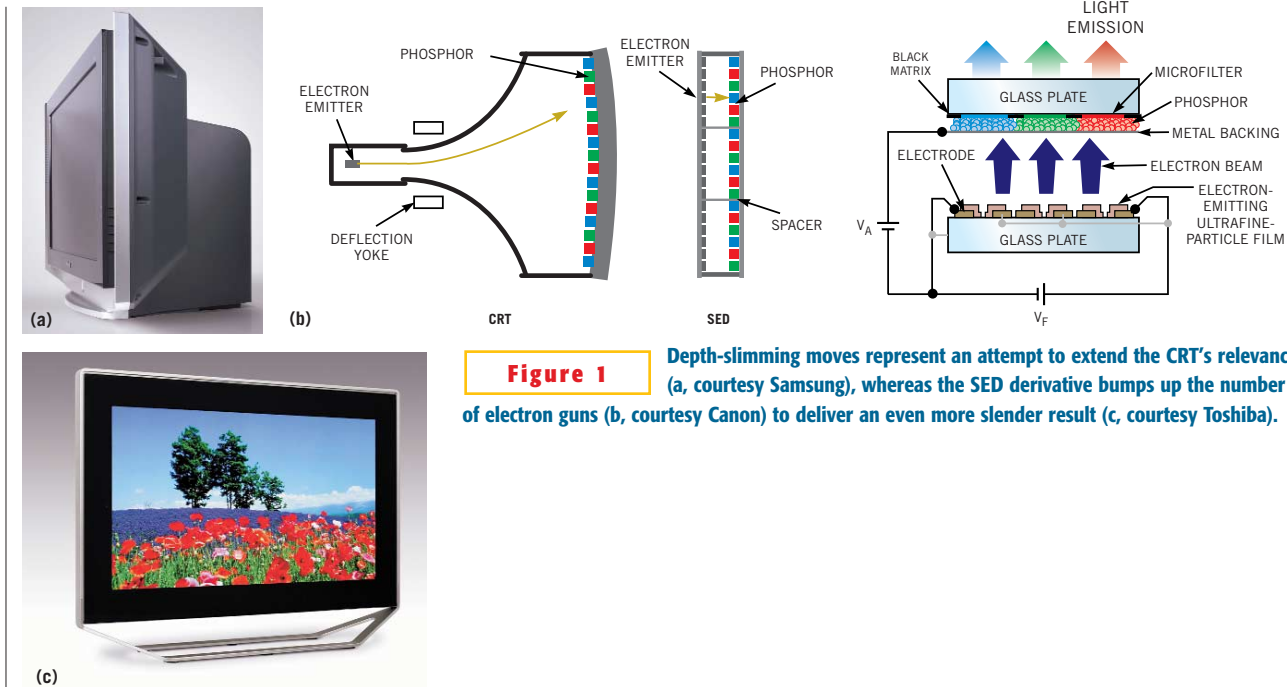 (a)
(b)
PHOSPHOR
ELECTRON
EMITTER
DEFLECTION
YOKE
CRT
ELECTRON
EMITTER
PHOSPHOR
SPACER
SED
LIGHT
EMISSION
BLACK
MATRIX
GLASS PLATE
MICROFILTER
PHOSPHOR
METAL BACKING
ELECTRODE
ELECTRON BEAM
ELECTRON-
EMITTING
ULTRAFINE-
PARTICLE FILM
GLASS PLATE
VA
VF
Figure 1
Depth-slimming moves represent an attempt to extend the CRT's relevanc
(a, courtesy Samsung), whereas the SED derivative bumps up the number
of electron guns (b, courtesy Canon) to deliver an even more slender result (c, courtesy Toshiba).
(c)